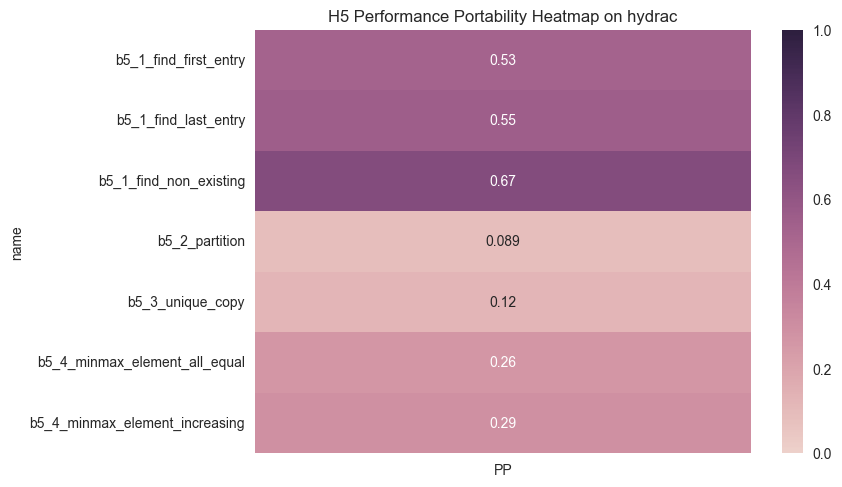 H5 Performance Portability Heatmap on hydrac
name
b5_1_find_first_entry
0.53
b5_1_find_last_entry
0.55
b5_1_find_non_existing
0.67
b5_2_partition
0.089
b5_3_unique_copy
0.12
b5_4_minmax_element_all_equal
0.26
b5_4_minmax_element_increasing
0.29
PP
1.0
0.8
0.6
0.4
0.2
0.0